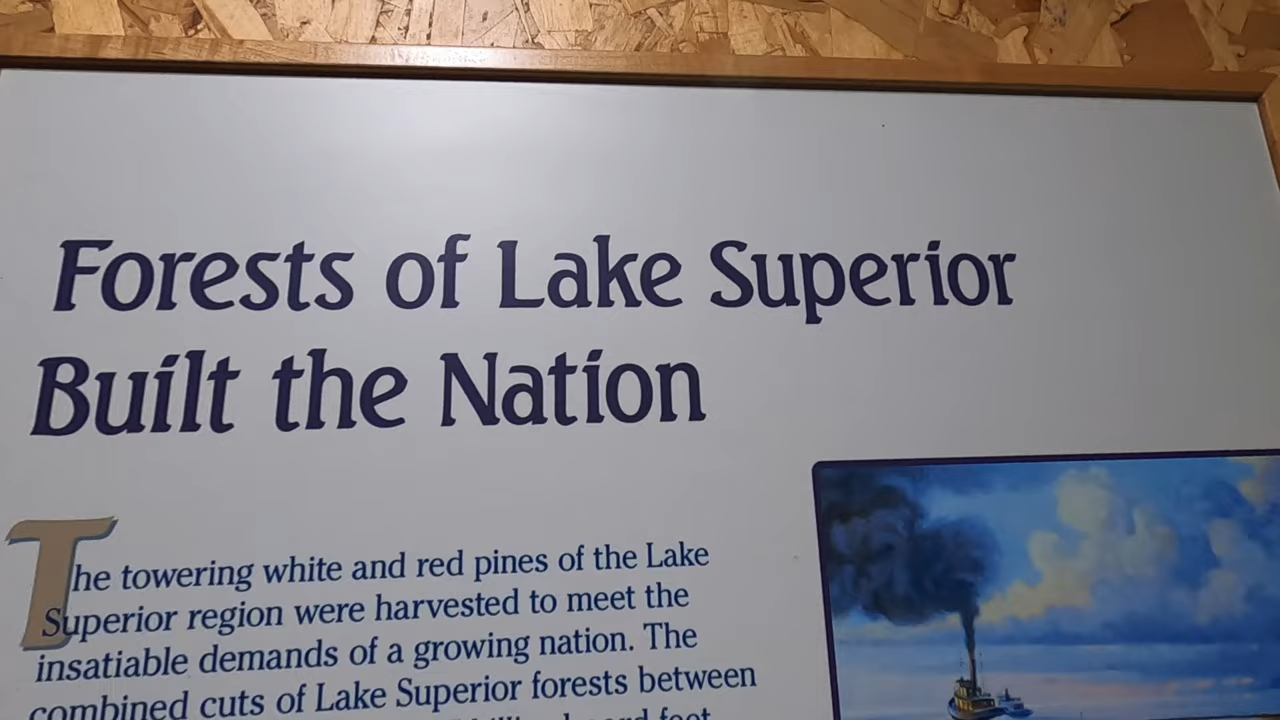 Forests of Lake Superior
Built the Nation
The towering white and red pines of the Lake
Superior region were harvested to meet the
insatiable demands of a growing nation. The
combined cuts of Lake Superior forests between
foot